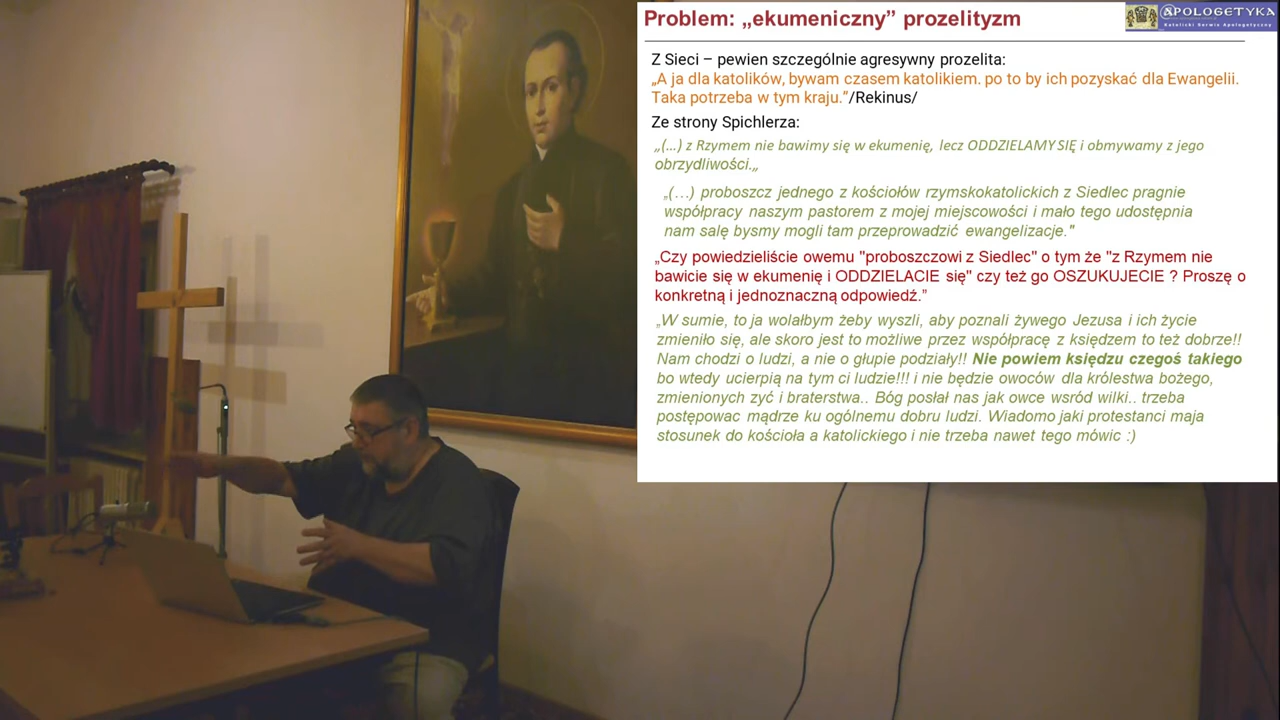 Problem: „ekumeniczny” prozelityzm
APOLOGETYKA
Katolicki Serwis Apologetyczny
Z Sieci – pewien szczególnie agresywny prozelita:
„A ja dla katolików, bywam czasem katolikiem. po to by ich pozyskać dla Ewangelii.
Taka potrzeba w tym kraju.”/Rekinus/
Ze strony Spichlerza:
„(...) z Rzymem nie bawimy się w ekumenię, lecz ODDZIELAMY SIĘ i obmywamy z jego
obrzydliwości.„
„(…) proboszcz jednego z kościołów rzymskokatolickich z Siedlec pragnie
współpracy naszym pastorem z mojej miejscowości i mało tego udostępnia
nam salę bysmy mogli tam przeprowadzić ewangelizacje."
„Czy powiedzieliście owemu "proboszczowi z Siedlec" o tym że "z Rzymem nie
bawicie się w ekumenię i ODDZIELACIE się" czy też go OSZUKUJECIE ? Proszę o
konkretną i jednoznaczną odpowiedź.”
„W sumie, to ja wolałbym żeby wyszli, aby poznali żywego Jezusa i ich życie
zmieniło się, ale skoro jest to możliwe przez współpracę z księdzem to też dobrze!!
Nam chodzi o ludzi, a nie o głupie podziały!! Nie powiem księdzu czegoś takiego
bo wtedy ucierpią na tym ci ludzie!!! i nie będzie owoców dla królestwa bożego,
zmienionych zyć i braterstwa.. Bóg posłał nas jak owce wsród wilki.. trzeba
postępowac mądrze ku ogólnemu dobru ludzi. Wiadomo jaki protestanci maja
stosunek do kościoła a katolickiego i nie trzeba nawet tego mówic :)